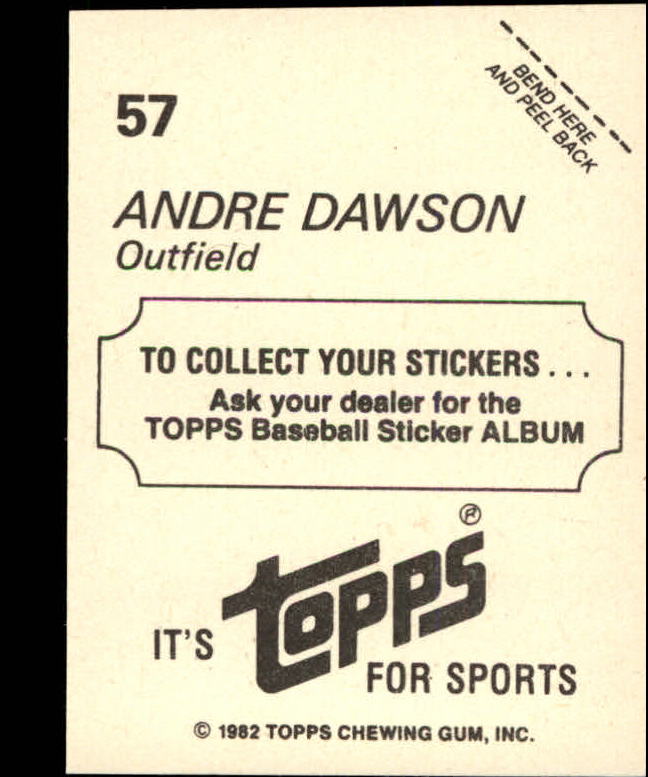 57
BEND HERE
AND PEEL BACK
ANDRE DAWSON
Outfield
TO COLLECT YOUR STICKERS...
Ask your dealer for the
TOPPS Baseball Sticker ALBUM
IT'S Topps®
FOR SPORTS
© 1982 TOPPS CHEWING GUM, INC.